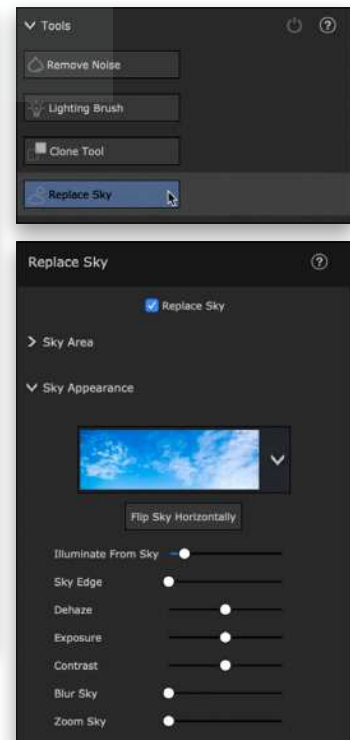 Tools
Remove Noise
Lighting Brush
Clone Tool
Replace Sky
Replace Sky
Replace Sky
Sky Area
Sky Appearance
Flip Sky Horizontally
Illuminate From Sky
Sky Edge
Dehaze
Exposure
Contrast
Blur Sky
Zoom Sky